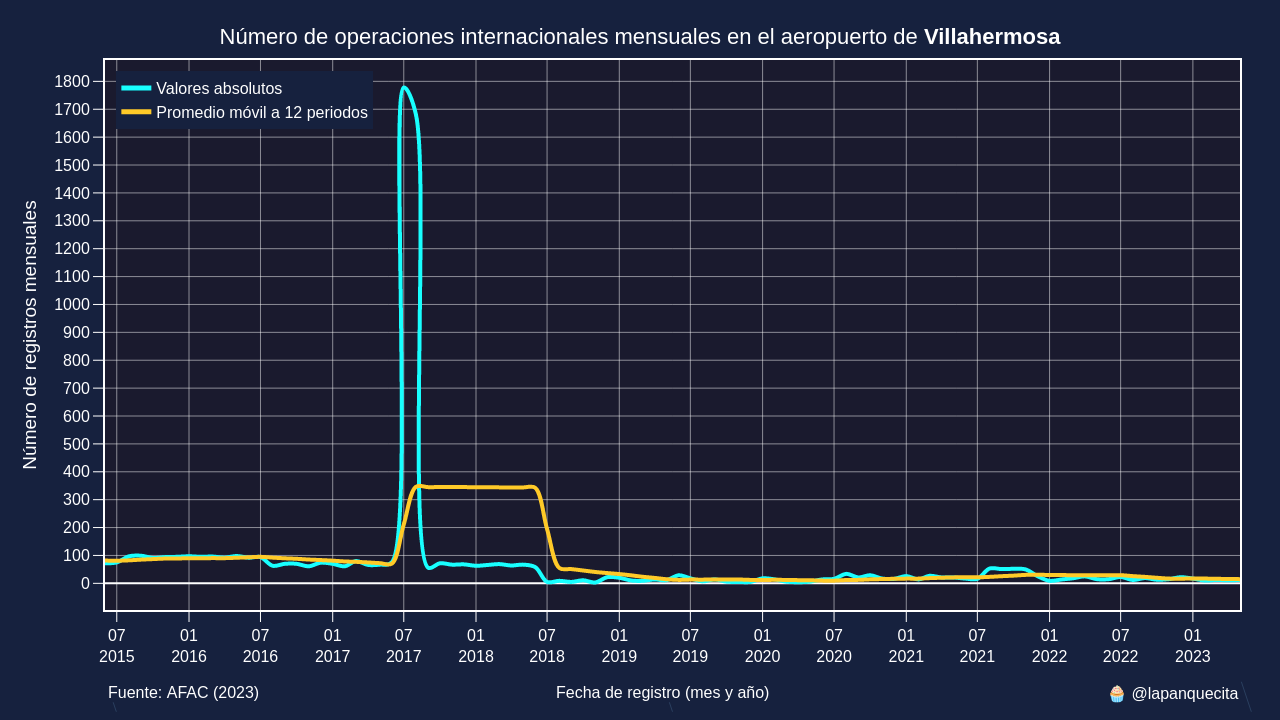 Número de operaciones internacionales mensuales en el aeropuerto de Villahermosa
Valores absolutos
Promedio móvil a 12 periodos
Número de registros mensuales
1800
1700
1600
1500
1400
1300
1200
1100
1000
900
800
700
600
500
400
300
200
100
0
07 01 07 01 07 01 07 01 07 01 07 01 07 01 07 01
2015 2016 2016 2017 2017 2018 2018 2019 2019 2020 2020 2021 2021 2022 2022 2023
Fuente: AFAC (2023) Fecha de registro (mes y año) 🧁 @lapanquecita